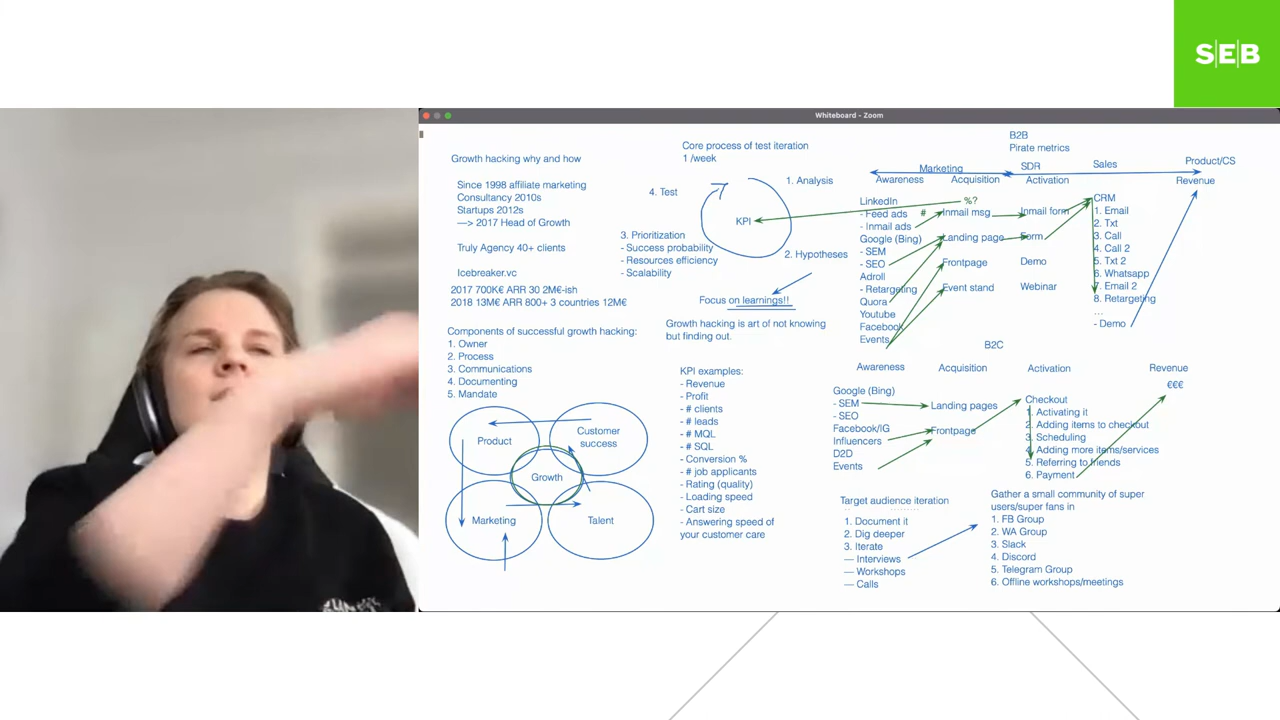 SEB
Whiteboard - Zoom
Growth hacking why and how
Since 1998 affiliate marketing
Consultancy 2010s
Startups 2012s
—> 2017 Head of Growth
Truly Agency 40+ clients
Icebreaker.vc
2017 700K€ ARR 30 2M€-ish
2018 13M€ ARR 800+ 3 countries 12M€
Components of successful growth hacking:
1. Owner
2. Process
3. Communications
4. Documenting
5. Mandate
Product
Customer
success
Growth
Marketing
Talent
Core process of test iteration
1 /week
1. Analysis
4. Test
KPI
3. Prioritization
- Success probability
- Resources efficiency
- Scalability
2. Hypotheses
Focus on learnings!!
Growth hacking is art of not knowing
but finding out.
KPI examples:
- Revenue
- Profit
- # clients
- # leads
- # MQL
- # SQL
- Conversion %
- # job applicants
- Rating (quality)
- Loading speed
- Cart size
- Answering speed of
your customer care
B2B
Pirate metrics
Marketing
SDR
Sales
Product/CS
Awareness
Acquisition
Activation
Revenue
LinkedIn
- Feed ads
- Inmail ads
Google (Bing)
- SEM
- SEO
Adroll
- Retargeting
Quora
Youtube
Facebook
Events
%?
# Inmail msg
Landing page
Frontpage
Event stand
Inmail form
Form
Demo
Webinar
CRM
1. Email
2. Txt
3. Call
4. Call 2
5. Txt 2
6. Whatsapp
7. Email 2
8. Retargeting
...
- Demo
B2C
Awareness
Acquisition
Activation
Revenue
€€€
Google (Bing)
- SEM
- SEO
Facebook/IG
Influencers
D2D
Events
Landing pages
Frontpage
Checkout
1. Activating it
2. Adding items to checkout
3. Scheduling
4. Adding more items/services
5. Referring to friends
6. Payment
Target audience iteration
1. Document it
2. Dig deeper
3. Iterate
— Interviews
— Workshops
— Calls
Gather a small community of super
users/super fans in
1. FB Group
2. WA Group
3. Slack
4. Discord
5. Telegram Group
6. Offline workshops/meetings